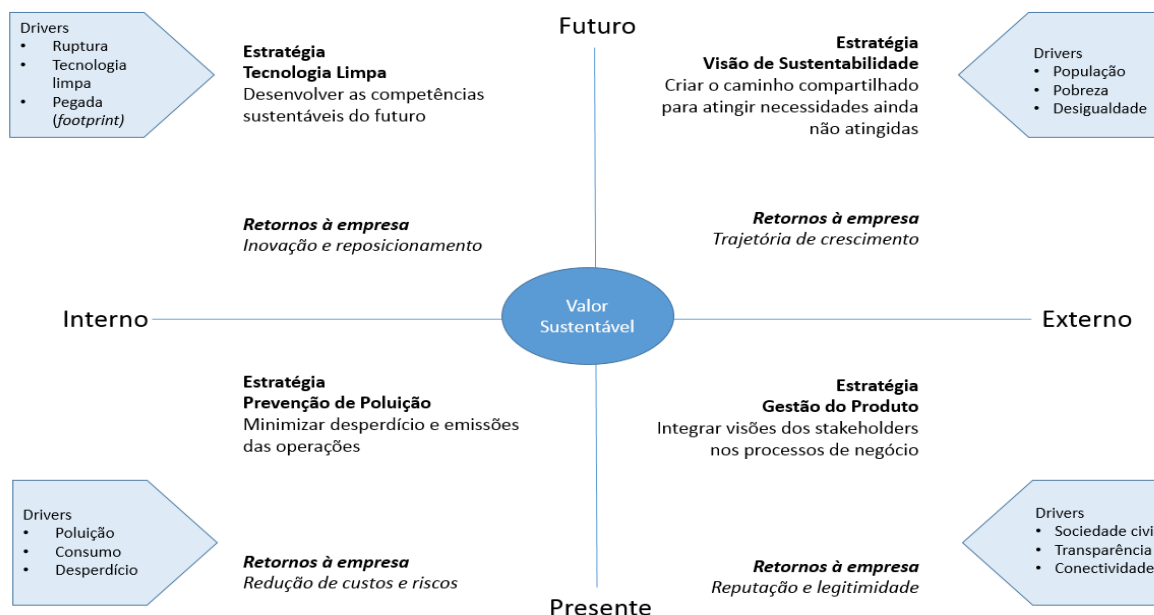 Futuro
Drivers
• Ruptura
• Tecnologia
limpa
• Pegada
(footprint)
Estratégia
Tecnologia Limpa
Desenvolver as competências
sustentáveis do futuro
Retornos à empresa
Inovação e reposicionamento
Estratégia
Visão de Sustentabilidade
Criar o caminho compartilhado
para atingir necessidades ainda
não atingidas
Retornos à empresa
Trajetória de crescimento
Drivers
• População
• Pobreza
• Desigualdade
Interno
Valor
Sustentável
Externo
Estratégia
Prevenção de Poluição
Minimizar desperdício e emissões
das operações
Drivers
• Poluição
• Consumo
• Desperdício
Retornos à empresa
Redução de custos e riscos
Estratégia
Gestão do Produto
Integrar visões dos stakeholders
nos processos de negócio
Retornos à empresa
Reputação e legitimidade
Drivers
• Sociedade civi
• Transparência
• Conectividade
Presente